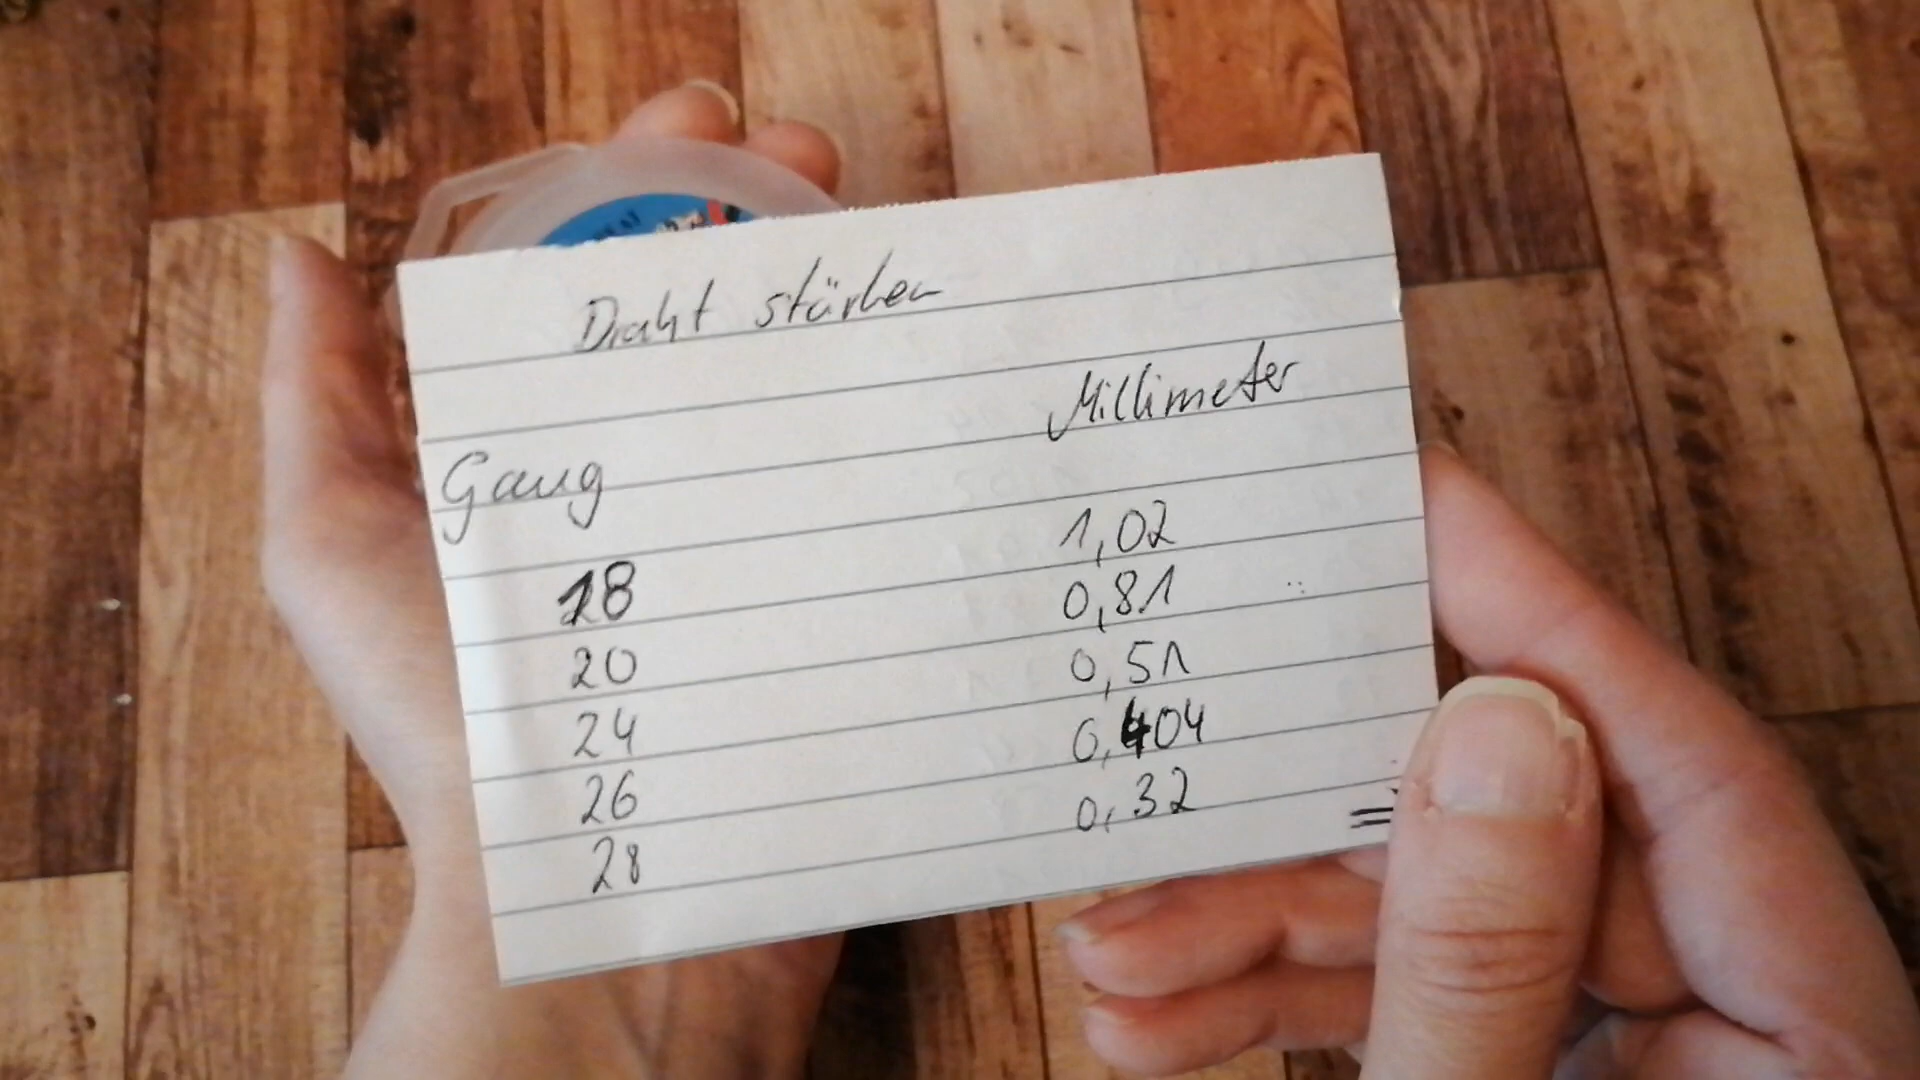 Draht stärken
Millimeter
Gaug
18 1,02
20 0,81
24 0,51
26 0,404
28 0,32
=